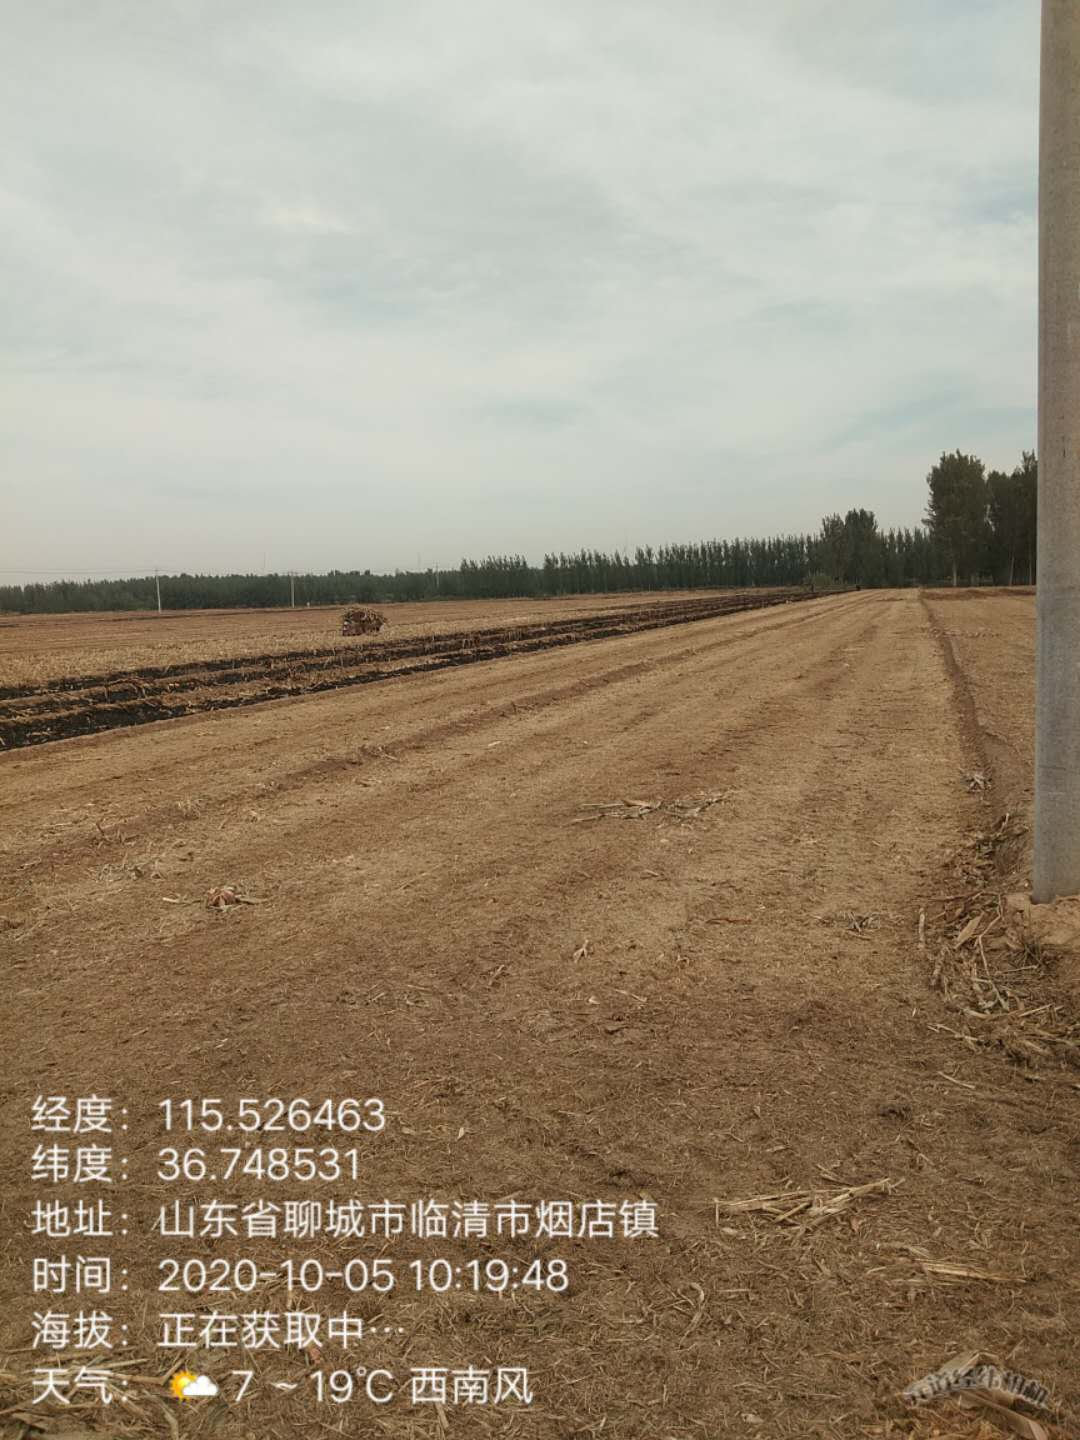 经度：115.526463
纬度：36.748531
地址：山东省聊城市临清市烟店镇
时间：2020-10-05 10:19:48
海拔：正在获取中…
天气：7 ~ 19℃ 西南风